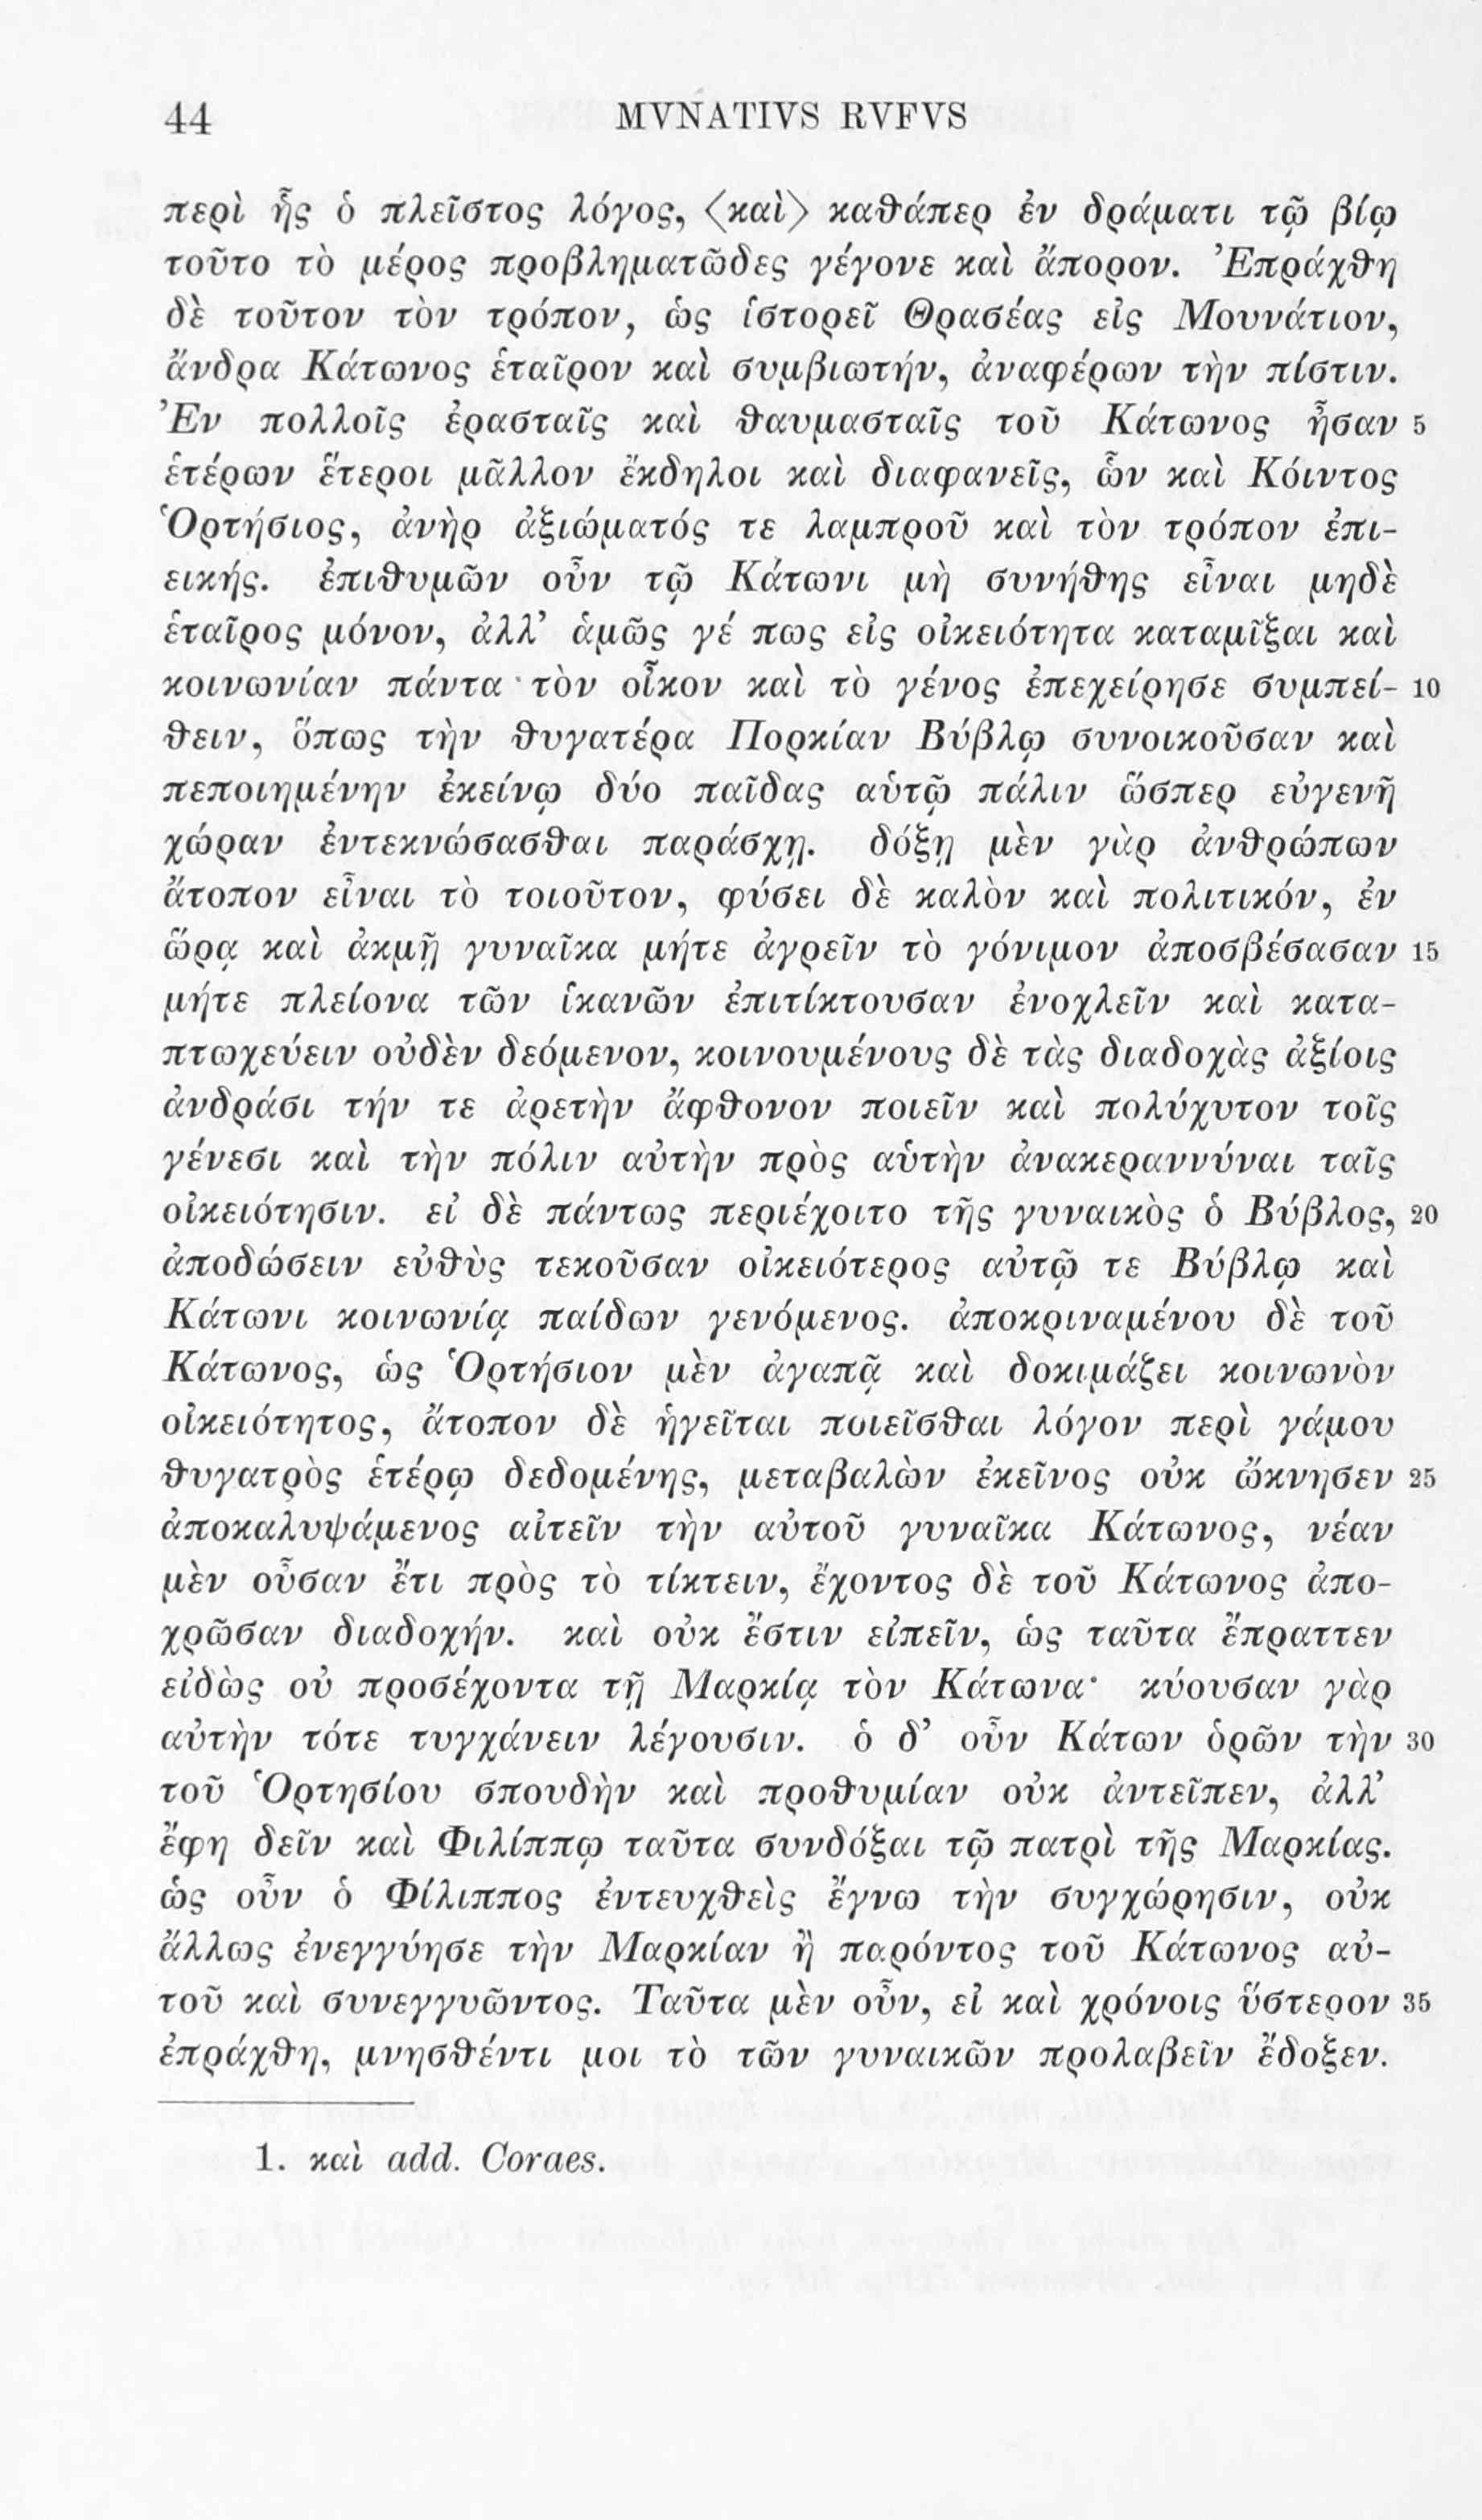 44 MVNATIVS RVFVS
περὶ ἧς ὁ πλεῖστος λόγος, 〈καὶ〉 καθάπερ ἐν δράματι τῷ βίῳ
τοῦτο τὸ μέρος προβληματῶδες γέγονε καὶ ἄπορον. Ἐπράχθη
δὲ τοῦτον τὸν τρόπον, ὡς ἱστορεῖ Θρασέας εἰς Μουνάτιον,
ἄνδρα Κάτωνος ἑταῖρον καὶ συμβιωτήν, ἀναφέρων τὴν πίστιν.
Ἐν πολλοῖς ἐρασταῖς καὶ θαυμασταῖς τοῦ Κάτωνος ἦσαν 5
ἑτέρων ἕτεροι μᾶλλον ἔκδηλοι καὶ διαφανεῖς, ὧν καὶ Κόιντος
Ὁρτήσιος, ἀνὴρ ἀξιώματός τε λαμπροῦ καὶ τὸν τρόπον ἐπι-
εικής. ἐπιθυμῶν οὖν τῷ Κάτωνι μὴ συνήθης εἶναι μηδὲ
ἑταῖρος μόνον, ἀλλ’ ἁμῶς γέ πως εἰς οἰκειότητα καταμῖξαι καὶ
κοινωνίαν πάντα τὸν οἶκον καὶ τὸ γένος ἐπεχείρησε συμπεί- 10
θειν, ὅπως τὴν θυγατέρα Πορκίαν Βύβλῳ συνοικοῦσαν καὶ
πεποιημένην ἐκείνῳ δύο παῖδας αὑτῷ πάλιν ὥσπερ εὐγενῆ
χώραν ἐντεκνώσασθαι παράσχῃ. δόξῃ μὲν γὰρ ἀνθρώπων
ἄτοπον εἶναι τὸ τοιοῦτον, φύσει δὲ καλὸν καὶ πολιτικόν, ἐν
ὥρᾳ καὶ ἀκμῇ γυναῖκα μήτε ἀγρεῖν τὸ γόνιμον ἀποσβέσασαν 15
μήτε πλείονα τῶν ἱκανῶν ἐπιτίκτουσαν ἐνοχλεῖν καὶ κατα-
πτωχεύειν οὐδὲν δεόμενον, κοινουμένους δὲ τὰς διαδοχὰς ἀξίοις
ἀνδράσι τήν τε ἀρετὴν ἄφθονον ποιεῖν καὶ πολύχυτον τοῖς
γένεσι καὶ τὴν πόλιν αὐτὴν πρὸς αὑτὴν ἀνακεραννύναι ταῖς
οἰκειότησιν. εἰ δὲ πάντως περιέχοιτο τῆς γυναικὸς ὁ Βύβλος, 20
ἀποδώσειν εὐθὺς τεκοῦσαν οἰκειότερος αὐτῷ τε Βύβλῳ καὶ
Κάτωνι κοινωνίᾳ παίδων γενόμενος. ἀποκριναμένου δὲ τοῦ
Κάτωνος, ὡς Ὁρτήσιον μὲν ἀγαπᾷ καὶ δοκιμάζει κοινωνὸν
οἰκειότητος, ἄτοπον δὲ ἡγεῖται ποιεῖσθαι λόγον περὶ γάμου
θυγατρὸς ἑτέρῳ δεδομένης, μεταβαλὼν ἐκεῖνος οὐκ ὤκνησεν 25
ἀποκαλυψάμενος αἰτεῖν τὴν αὐτοῦ γυναῖκα Κάτωνος, νέαν
μὲν οὖσαν ἔτι πρὸς τὸ τίκτειν, ἔχοντος δὲ τοῦ Κάτωνος ἀπο-
χρῶσαν διαδοχήν. καὶ οὐκ ἔστιν εἰπεῖν, ὡς ταῦτα ἔπραττεν
εἰδὼς οὐ προσέχοντα τῇ Μαρκίᾳ τὸν Κάτωνα· κύουσαν γὰρ
αὐτὴν τότε τυγχάνειν λέγουσιν. ὁ δ’ οὖν Κάτων ὁρῶν τὴν 30
τοῦ Ὁρτησίου σπουδὴν καὶ προθυμίαν οὐκ ἀντεῖπεν, ἀλλ’
ἔφη δεῖν καὶ Φιλίππῳ ταῦτα συνδόξαι τῷ πατρὶ τῆς Μαρκίας.
ὡς οὖν ὁ Φίλιππος ἐντευχθεὶς ἔγνω τὴν συγχώρησιν, οὐκ
ἄλλως ἐνεγγύησε τὴν Μαρκίαν ἢ παρόντος τοῦ Κάτωνος αὐ-
τοῦ καὶ συνεγγυῶντος. Ταῦτα μὲν οὖν, εἰ καὶ χρόνοις ὕστερον 35
ἐπράχθη, μνησθέντι μοι τὸ τῶν γυναικῶν προλαβεῖν ἔδοξεν.
1. καὶ add. Coraes.